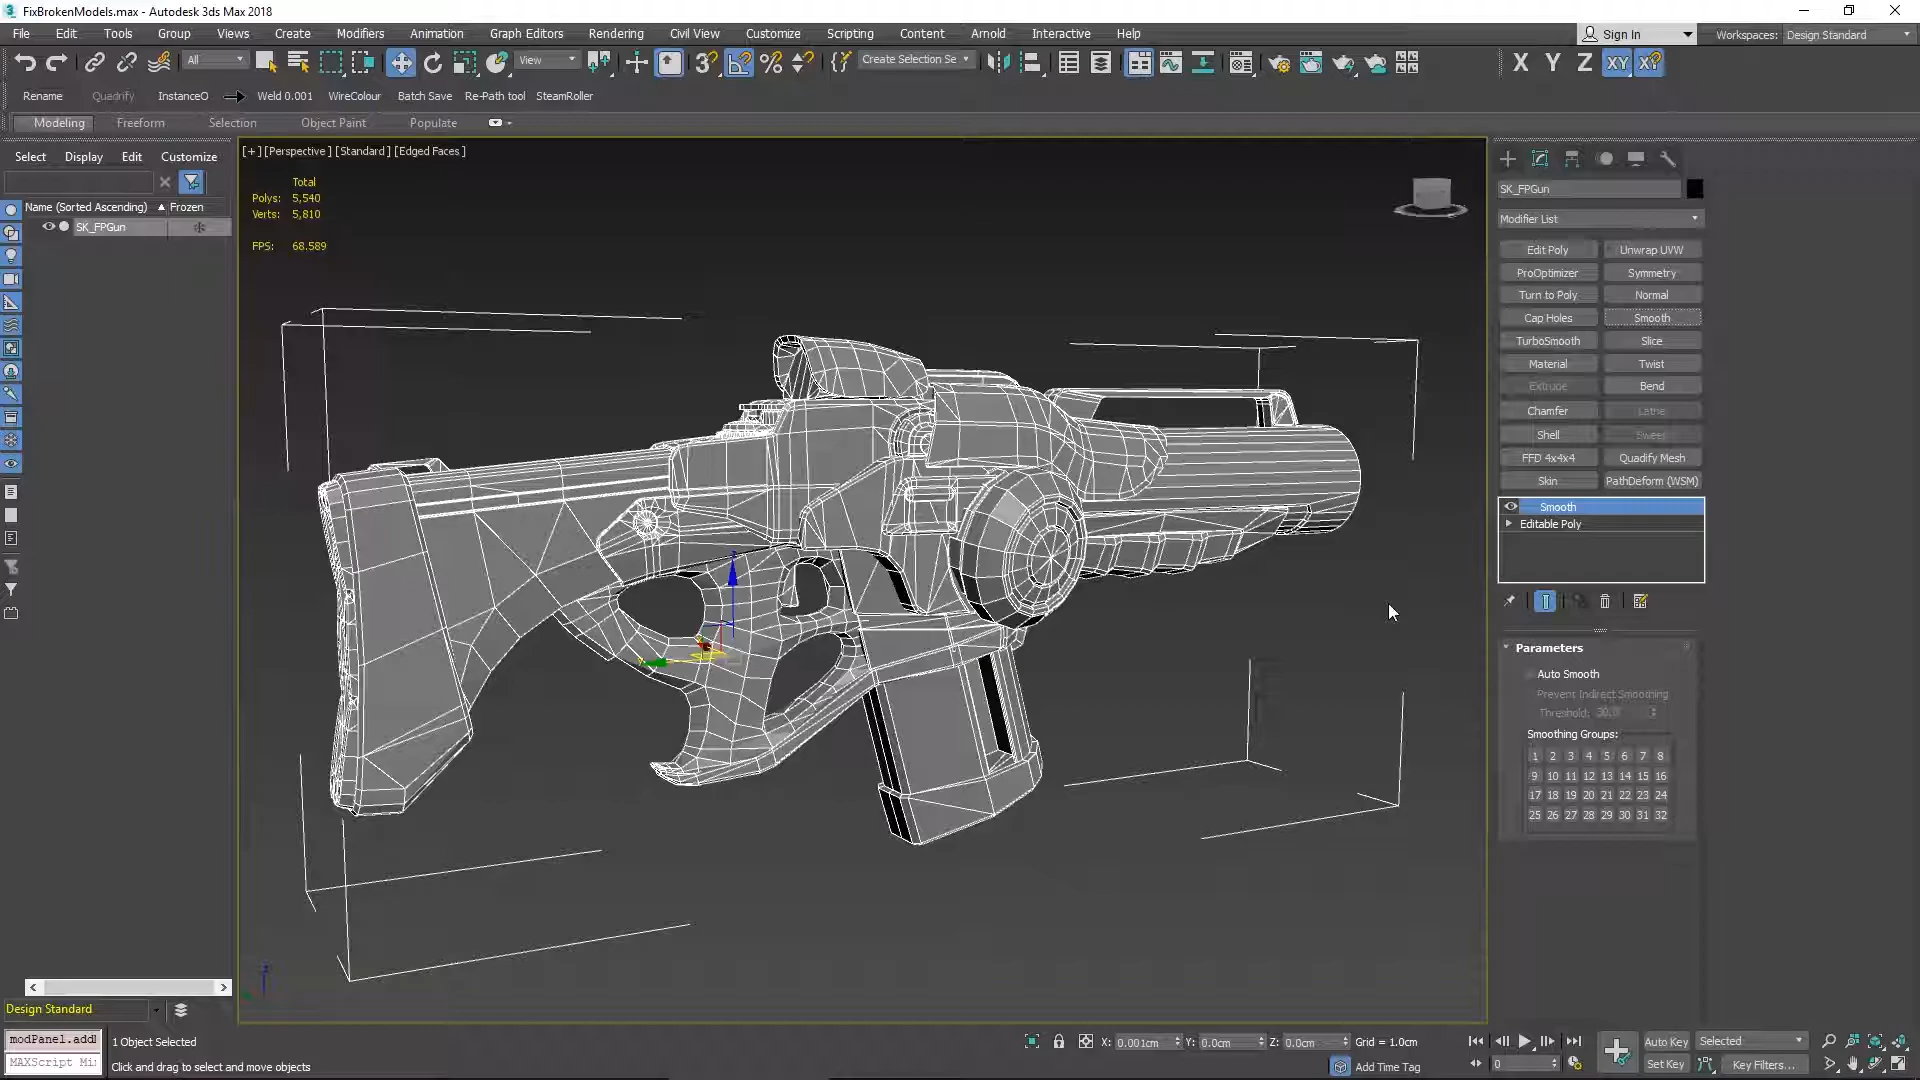 FixBrokenModels.max - Autodesk 3ds Max 2018
File Edit Tools Group Views Create Modifiers Animation Graph Editors Rendering Civil View Customize Scripting Content Arnold Interactive Help
Sign In Workspaces: Design Standard
All View Create Selection Se X Y Z XY
Rename Quadrify InstanceO Weld 0.001 WireColour Batch Save Re-Path tool SteamRoller
Modeling Freeform Selection Object Paint Populate
Select Display Edit Customize
[+] [Perspective ] [Standard ] [Edged Faces ]
Name (Sorted Ascending) Frozen
SK_FPGun
Total
Polys: 5,540
Verts: 5,810
FPS: 68.589
SK_FPGun
Modifier List
Edit Poly Unwrap UVW
ProOptimizer Symmetry
Turn to Poly Normal
Cap Holes Smooth
TurboSmooth Slice
Material Twist
Extrude Bend
Chamfer Lathe
Shell Sweep
FFD 4x4x4 Quadify Mesh
Skin PathDeform (WSM)
Smooth
Editable Poly
Parameters
Auto Smooth
Prevent Indirect Smoothing
Threshold: 30.0
Smoothing Groups:
1 2 3 4 5 6 7 8
9 10 11 12 13 14 15 16
17 18 19 20 21 22 23 24
25 26 27 28 29 30 31 32
Design Standard
modPanel.addl
MAXScript Mi
1 Object Selected
Click and drag to select and move objects
X: 0.001cm Y: 0.0cm Z: 0.0cm Grid = 1.0cm
Add Time Tag
0
Auto Key Selected
Set Key Key Filters...